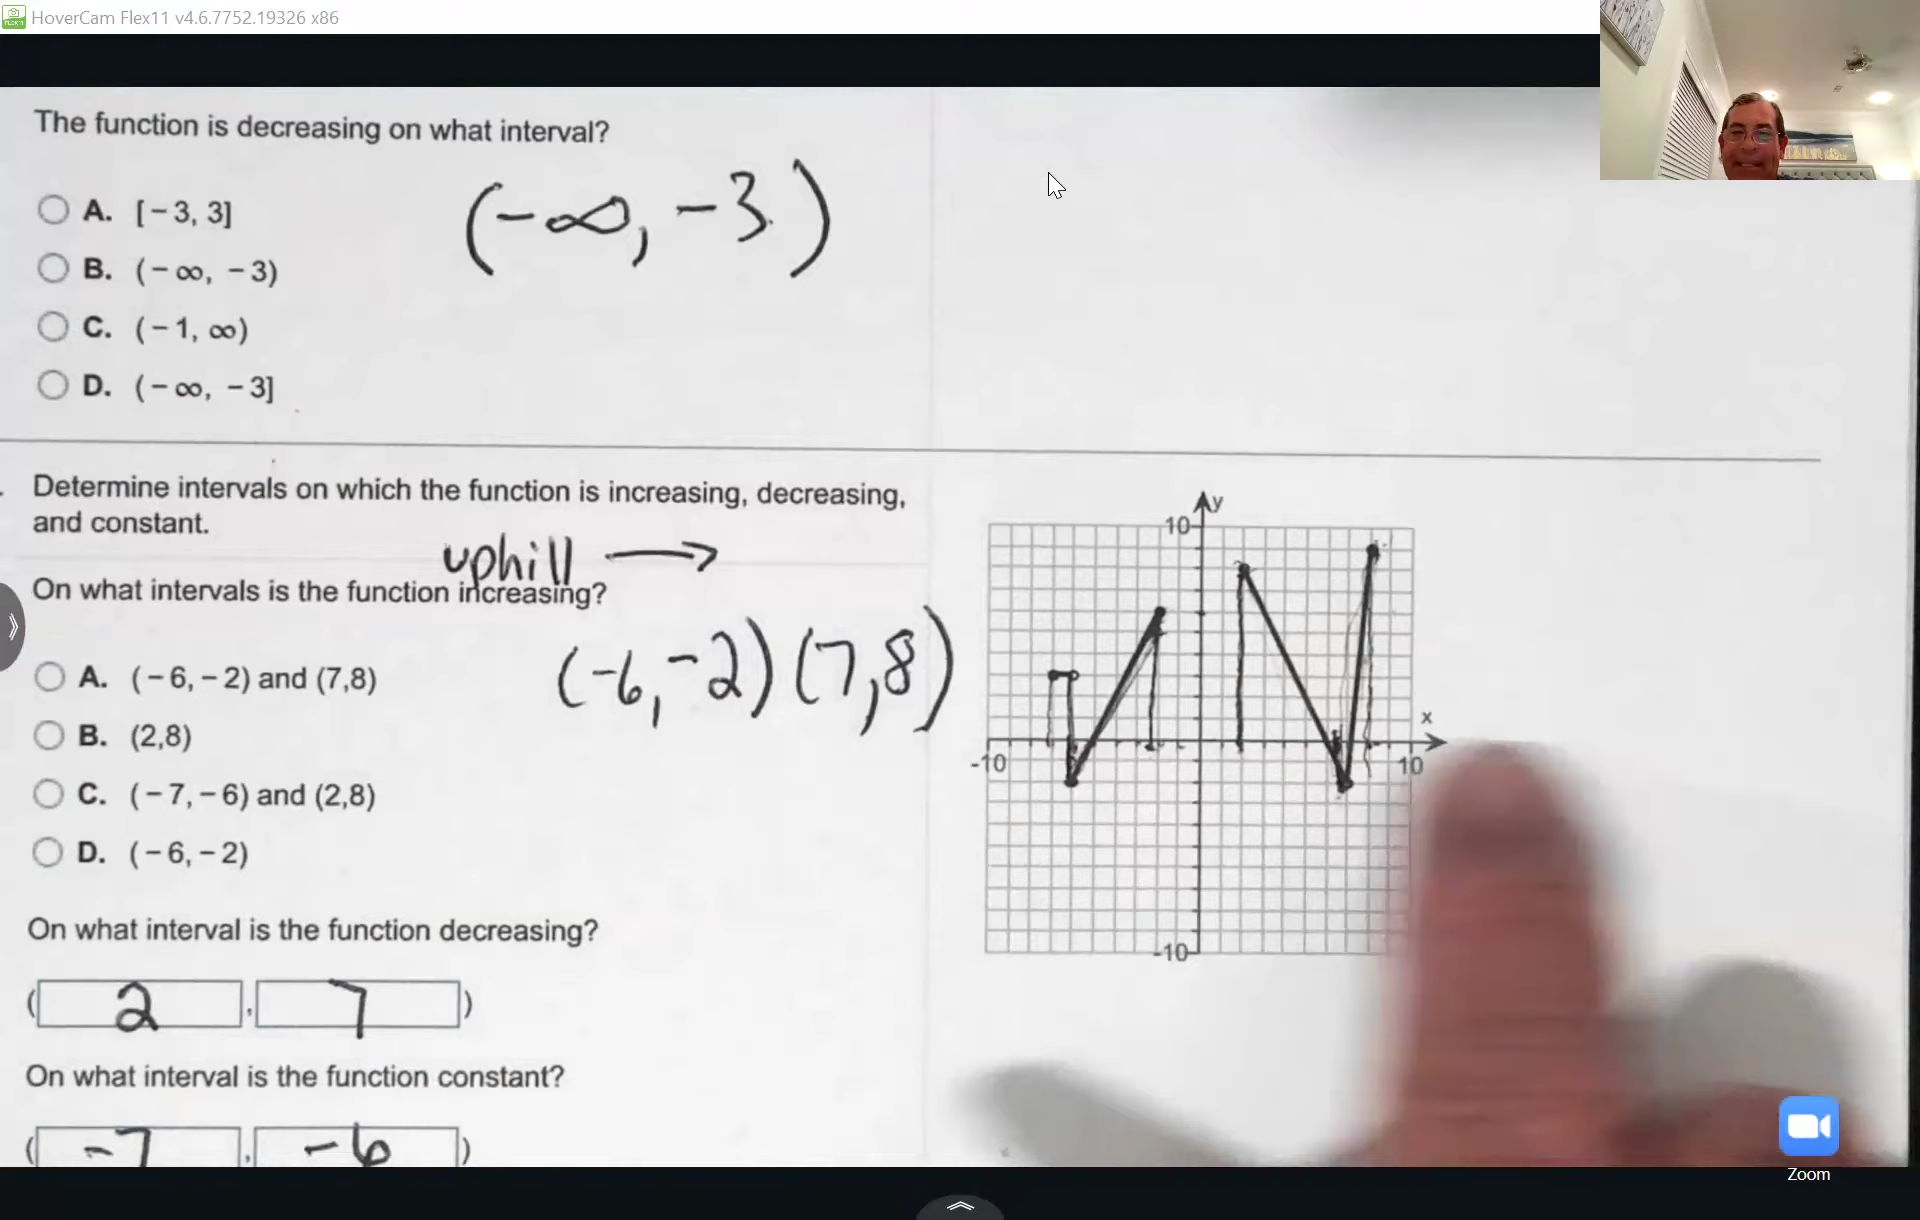 HoverCam Flex11 v4.6.7752.19326 x86
The function is decreasing on what interval?
(-∞, -3)
A. [-3, 3]
B. (-∞, -3)
C. (-1, ∞)
D. (-∞, -3]
Determine intervals on which the function is increasing, decreasing,
and constant.
uphill →
On what intervals is the function increasing?
(-6, -2) (7, 8)
A. (-6, -2) and (7,8)
B. (2,8)
C. (-7, -6) and (2,8)
D. (-6, -2)
On what interval is the function decreasing?
(2, 7)
On what interval is the function constant?
(-7, -6)
y
10
x
-10
10
-10
Zoom